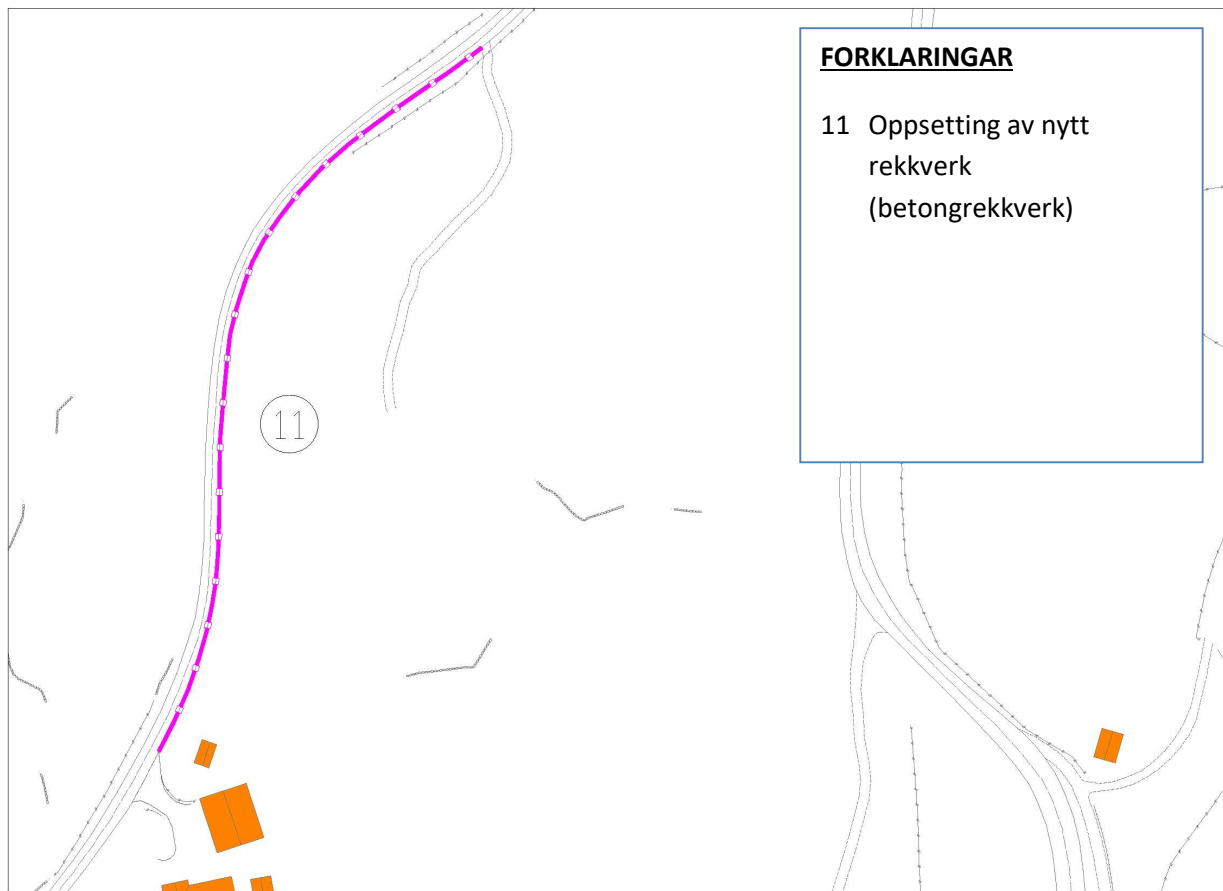 FORKLARINGAR
11 Oppsetting av nytt
rekkverk
(betongrekkverk)
11